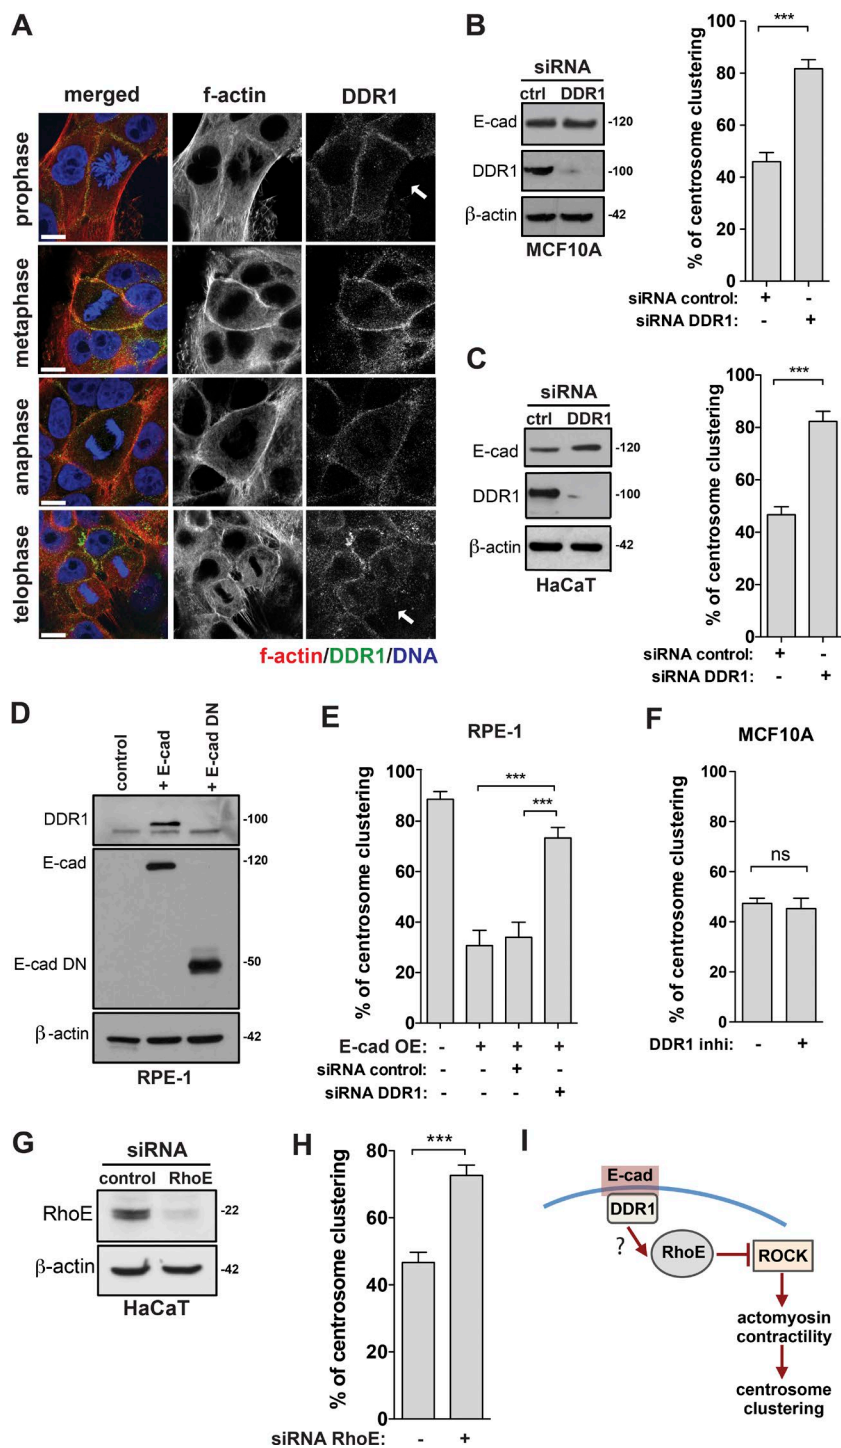 A
merged f-actin DDR1
prophase
metaphase
anaphase
telophase
f-actin/DDR1/DNA
B
siRNA
ctrl DDR1
E-cad -120
DDR1 -100
β-actin -42
MCF10A
% of centrosome clustering
100
80
60
40
20
0
***
siRNA control: + -
siRNA DDR1: - +
C
siRNA
ctrl DDR1
E-cad -120
DDR1 -100
β-actin -42
HaCaT
% of centrosome clustering
100
80
60
40
20
0
***
siRNA control: + -
siRNA DDR1: - +
D
control
+ E-cad
+ E-cad DN
DDR1 -100
E-cad -120
E-cad DN -50
β-actin -42
RPE-1
E
RPE-1
% of centrosome clustering
100
80
60
40
20
0
***
***
E-cad OE: - + + +
siRNA control: - - + -
siRNA DDR1: - - - +
F
MCF10A
% of centrosome clustering
100
80
60
40
20
0
ns
DDR1 inhi: - +
G
siRNA
control RhoE
RhoE -22
β-actin -42
HaCaT
H
% of centrosome clustering
80
60
40
20
0
***
siRNA RhoE: - +
I
E-cad
DDR1
?
RhoE
ROCK
actomyosin
contractility
centrosome
clustering